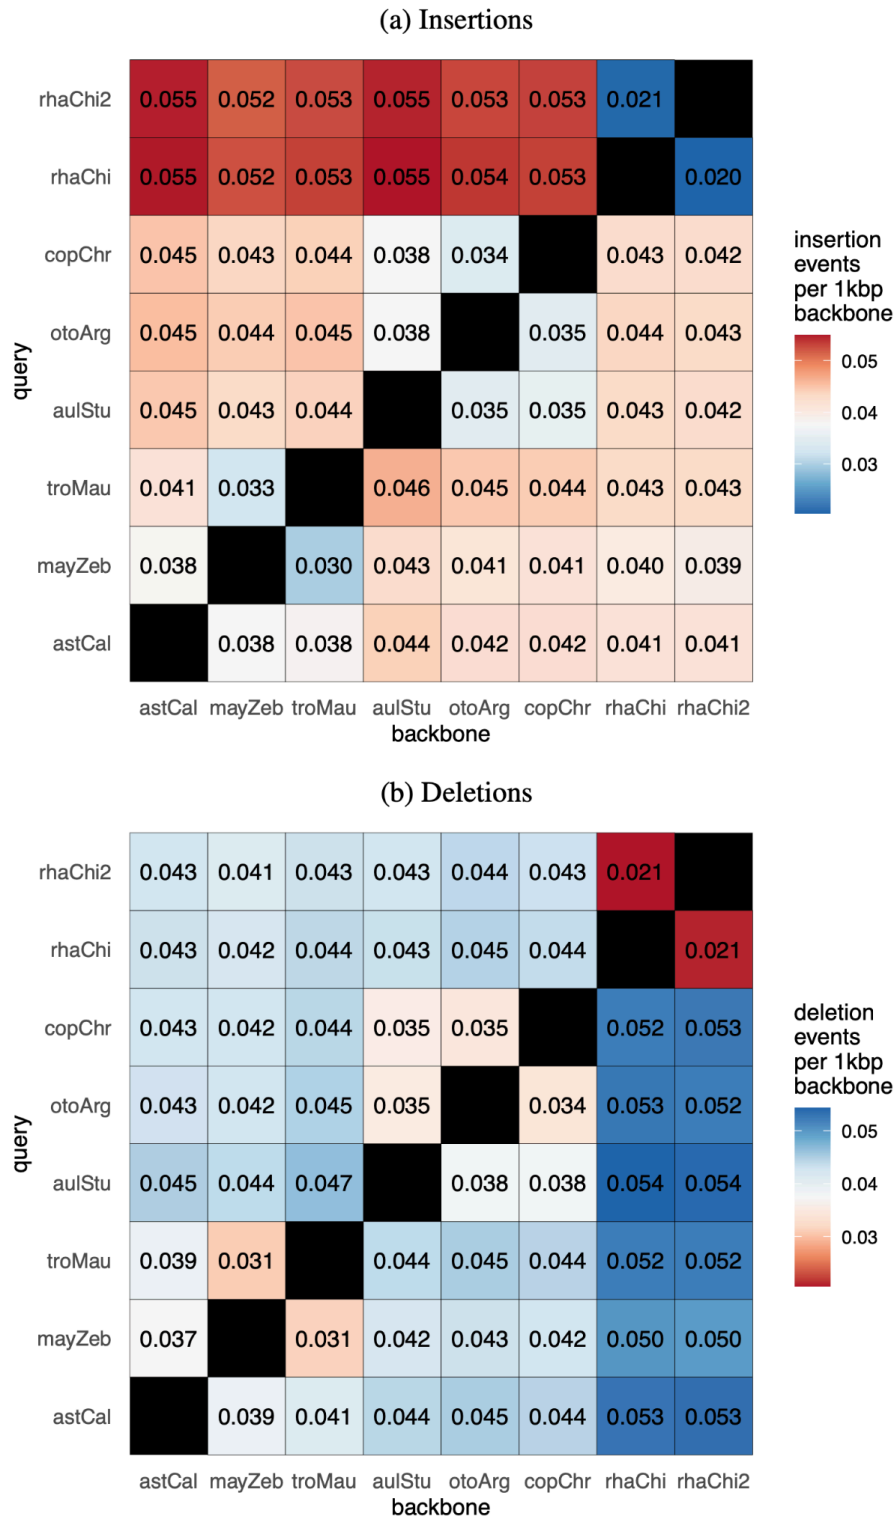 (a) Insertions
rhaChi2 0.055 0.052 0.053 0.055 0.053 0.053 0.021
rhaChi 0.055 0.052 0.053 0.055 0.054 0.053 0.020
copChr 0.045 0.043 0.044 0.038 0.034 0.043 0.042
otoArg 0.045 0.044 0.045 0.038 0.035 0.044 0.043
aulStu 0.045 0.043 0.044 0.035 0.035 0.043 0.042
troMau 0.041 0.033 0.046 0.045 0.044 0.043 0.043
mayZeb 0.038 0.030 0.043 0.041 0.041 0.040 0.039
astCal 0.038 0.038 0.044 0.042 0.042 0.041 0.041
astCal mayZeb troMau aulStu otoArg copChr rhaChi rhaChi2
backbone
query
insertion
events
per 1kbp
backbone
0.05
0.04
0.03
(b) Deletions
rhaChi2 0.043 0.041 0.043 0.043 0.044 0.043 0.021
rhaChi 0.043 0.042 0.044 0.043 0.045 0.044 0.021
copChr 0.043 0.042 0.044 0.035 0.035 0.052 0.053
otoArg 0.043 0.042 0.045 0.035 0.034 0.053 0.052
aulStu 0.045 0.044 0.047 0.038 0.038 0.054 0.054
troMau 0.039 0.031 0.044 0.045 0.044 0.052 0.052
mayZeb 0.037 0.031 0.042 0.043 0.042 0.050 0.050
astCal 0.039 0.041 0.044 0.045 0.044 0.053 0.053
astCal mayZeb troMau aulStu otoArg copChr rhaChi rhaChi2
backbone
query
deletion
events
per 1kbp
backbone
0.05
0.04
0.03